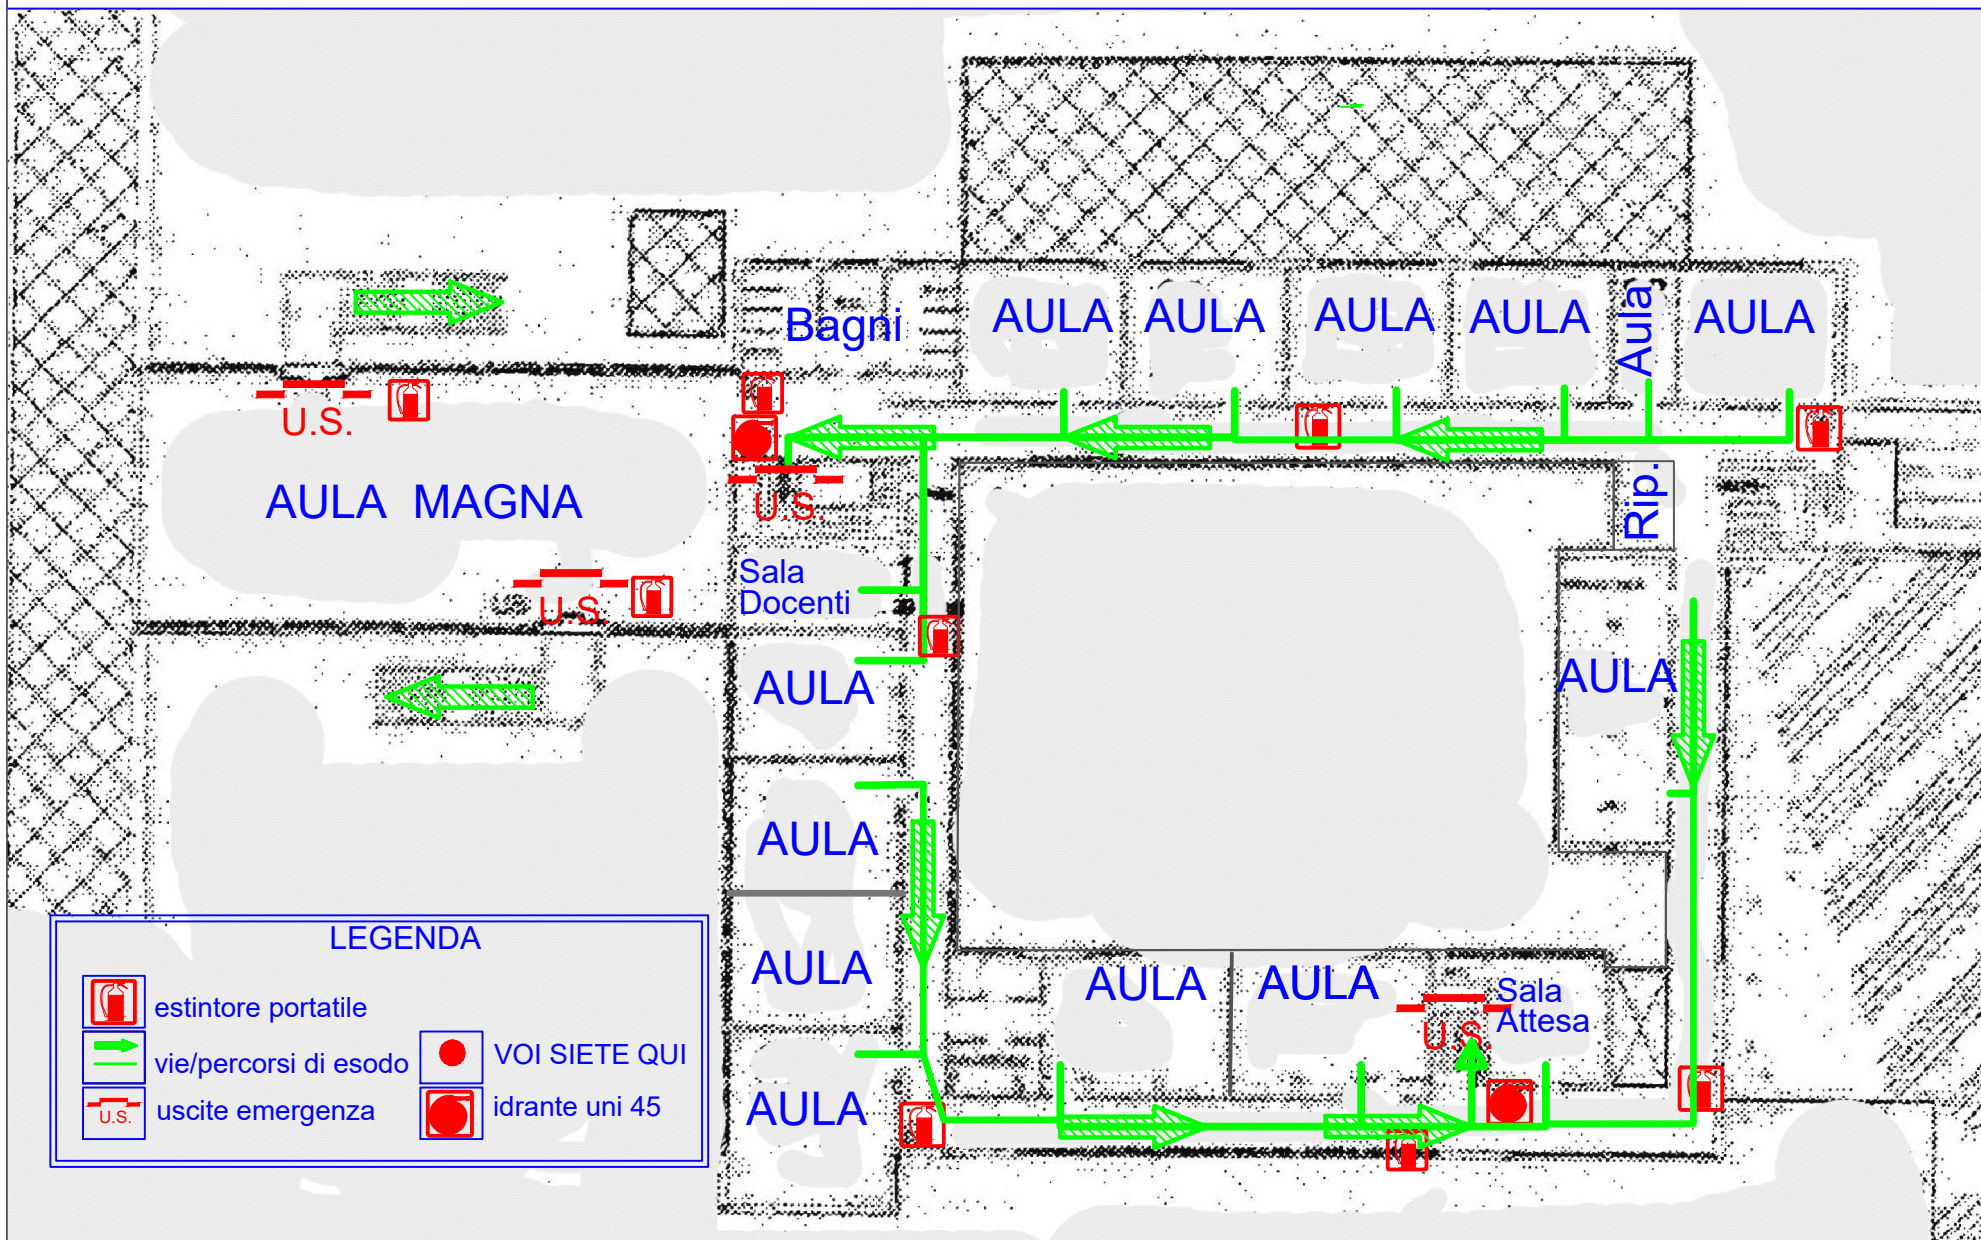 AULA
AULA
AULA
AULA
Aula
AULA
Bagni
U.S.
AULA MAGNA
U.S.
Rip.
Sala
Docenti
U.S.
AULA
AULA
AULA
AULA
AULA
AULA
AULA
Sala
Attesa
U.S.
LEGENDA
estintore portatile
vie/percorsi di esodo
VOI SIETE QUI
U.S.
uscite emergenza
idrante uni 45